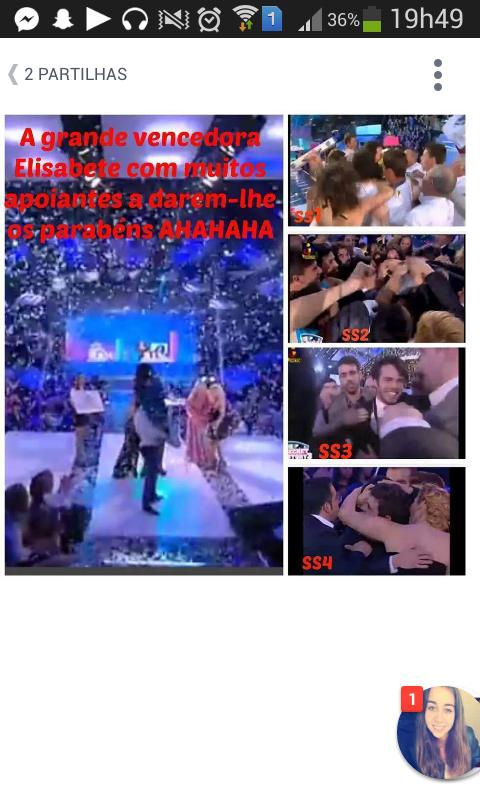 1
36%
19h49
2 PARTILHAS
A grande vencedora
Elisabete com muitos
apoiantes a darem-lhe
os parabéns AHAHAHA
SS1
SS2
SS3
SS4
1